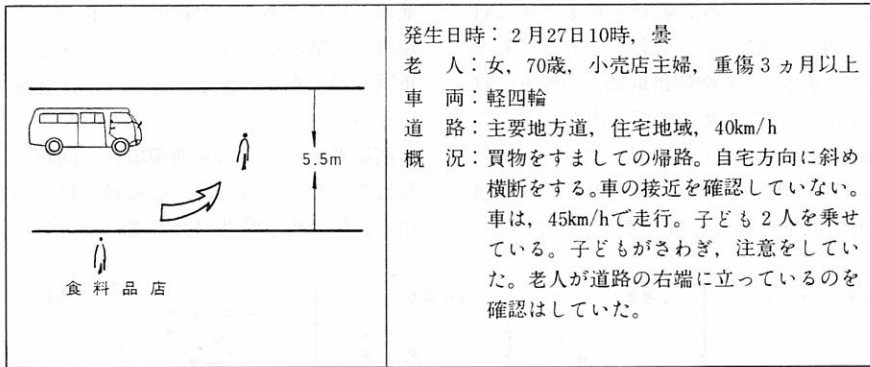 5.5m
食料品店
発生日時：2月27日10時，曇
老　人：女，70歳，小売店主婦，重傷3ヵ月以上
車　両：軽四輪
道　路：主要地方道，住宅地域，40km/h
概　況：買物をすましての帰路。自宅方向に斜め
横断をする。車の接近を確認していない。
車は，45km/hで走行。子ども2人を乗せ
ている。子どもがさわぎ，注意をしてい
た。老人が道路の右端に立っているのを
確認はしていた。